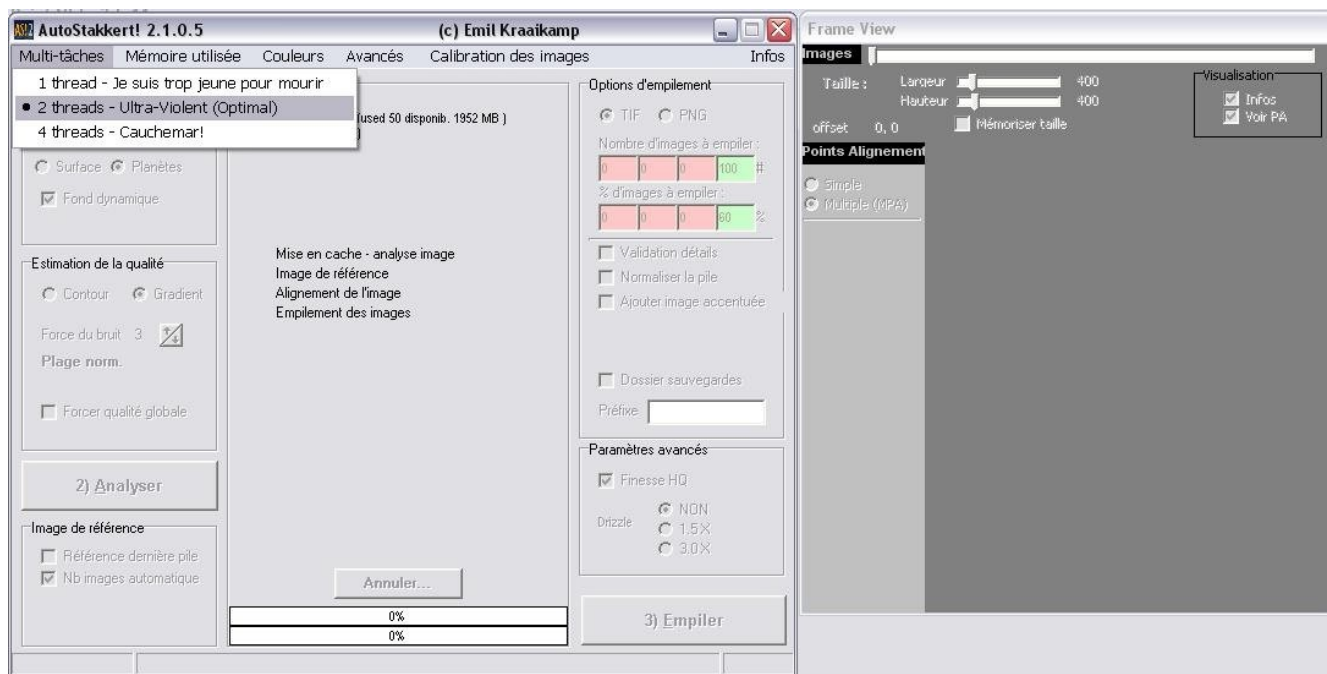 AutoStakkert! 2.1.0.5 (c) Emil Kraaikamp
Multi-tâches Mémoire utilisée Couleurs Avancés Calibration des images Infos
1 thread - Je suis trop jeune pour mourir
2 threads - Ultra-Violent (Optimal)
4 threads - Cauchemar!
(used 50 disponib. 1952 MB )
Surface Planètes
Fond dynamique
Estimation de la qualité
Contour Gradient
Force du bruit 3
Plage norm.
Forcer qualité globale
2) Analyser
Image de référence
Référence dernière pile
Nb images automatique
Mise en cache - analyse image
Image de référence
Alignement de l'image
Empilement des images
Annuler...
0%
0%
Options d'empilement
TIF PNG
Nombre d'images à empiler :
0 0 0 100 #
% d'images à empiler :
0 0 0 60 %
Validation détails
Normaliser la pile
Ajouter image accentuée
Dossier sauvegardes
Préfixe
Paramètres avancés
Finesse HQ
Drizzle
NON
1.5X
3.0X
3) Empiler
Frame View
Images
Taille : Largeur 400
Hauteur 400
offset 0, 0 Mémoriser taille
Visualisation
Infos
Voir PA
Points Alignement
Simple
Multiple (MPA)